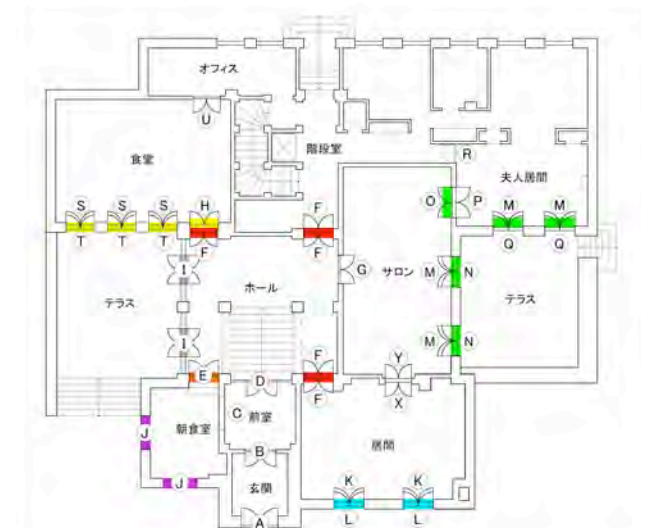 オフィス
U
食堂
階段室
R
夫人居間
S S S H F
O P
M M
T T T F F
Q Q
I
ホール
G
サロン
M N
テラス
テラス
I
M N
F
Y
E D
F X
C 前室
J 朝食室
居間
B
K K
J
玄関
L L
A